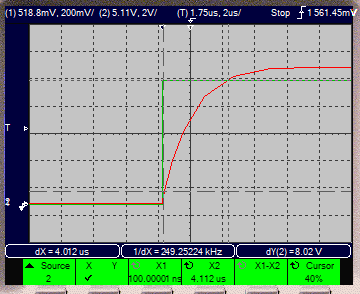 (1) 518.8mV, 200mV/ (2) 5.11V, 2V/ (T) 1.75us, 2us/ Stop 1 561.45mV
T
2
dX = 4.012 us 1/dX = 249.25224 kHz dY(2) = 8.02 V
Source X Y X1 X2 X1-X2 Cursor
2 ✓ 100.00001 ns 4.112 us 40%